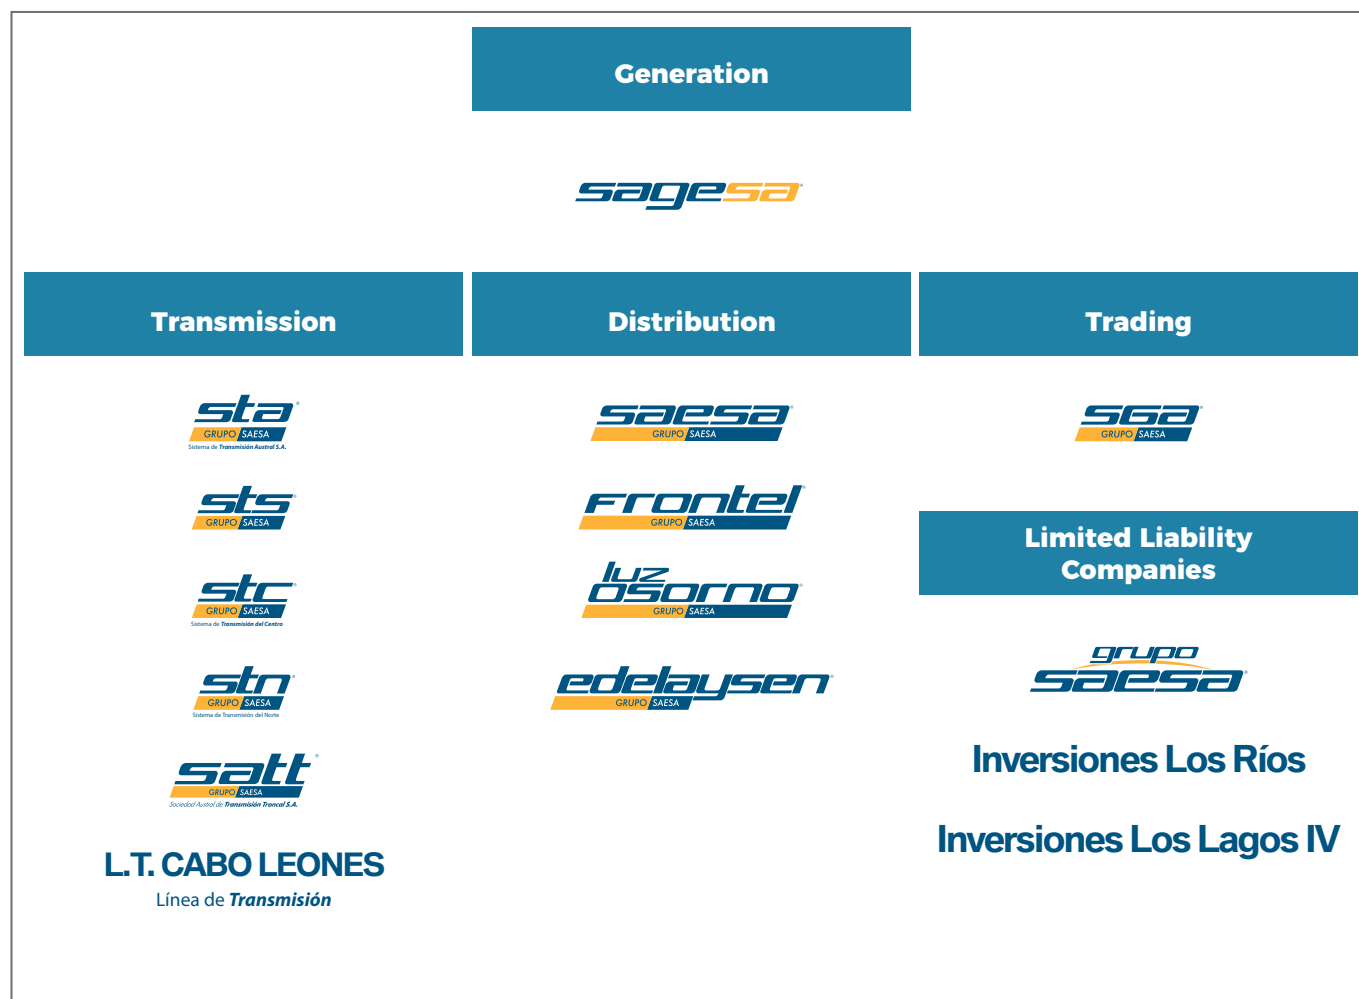 Generation
sagesa
Transmission
sta
GRUPO SAESA
Sistema de Transmisión Austral S.A.
sts
GRUPO SAESA
stc
GRUPO SAESA
Sistema de Transmisión del Centro
stn
GRUPO SAESA
Sistema de Transmisión del Norte
satt
GRUPO SAESA
Sociedad Austral de Transmisión Troncal S.A.
L.T. CABO LEONES
Línea de Transmisión
Distribution
saesa
GRUPO SAESA
Frontel
GRUPO SAESA
luz
osorno
GRUPO SAESA
edelaysen
GRUPO SAESA
Trading
sga
GRUPO SAESA
Limited Liability
Companies
grupo
saesa
Inversiones Los Ríos
Inversiones Los Lagos IV